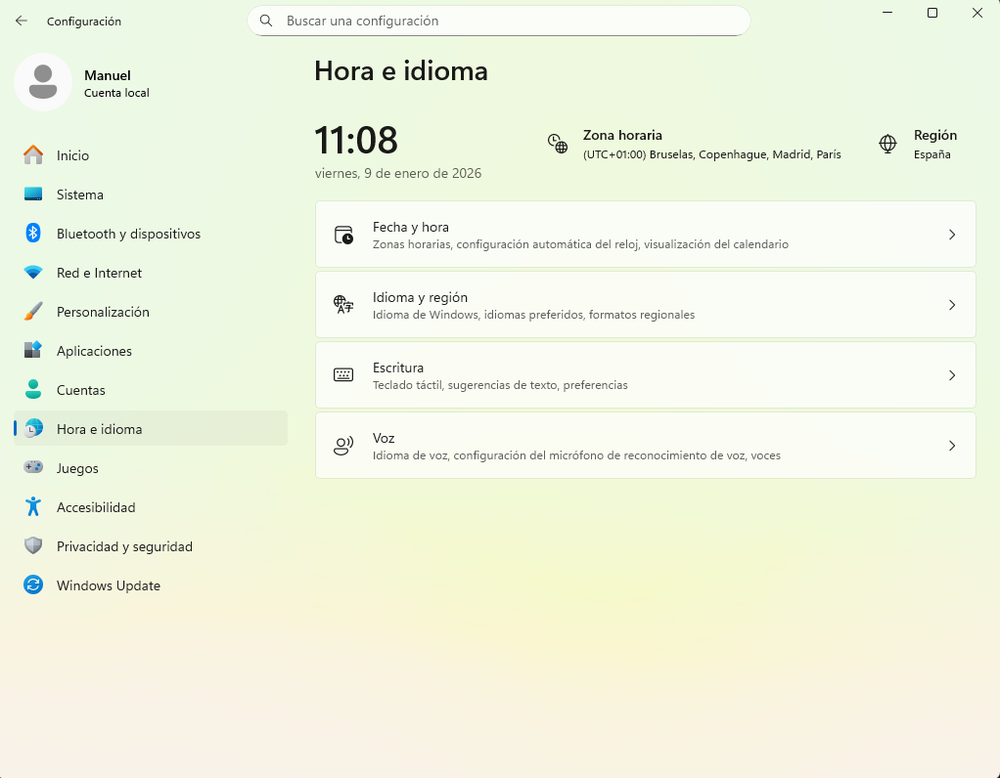 Configuración
Buscar una configuración
Manuel
Cuenta local
Inicio
Sistema
Bluetooth y dispositivos
Red e Internet
Personalización
Aplicaciones
Cuentas
Hora e idioma
Juegos
Accesibilidad
Privacidad y seguridad
Windows Update
Hora e idioma
11:08
viernes, 9 de enero de 2026
Zona horaria
(UTC+01:00) Bruselas, Copenhague, Madrid, París
Región
España
Fecha y hora
Zonas horarias, configuración automática del reloj, visualización del calendario
Idioma y región
Idioma de Windows, idiomas preferidos, formatos regionales
Escritura
Teclado táctil, sugerencias de texto, preferencias
Voz
Idioma de voz, configuración del micrófono de reconocimiento de voz, voces